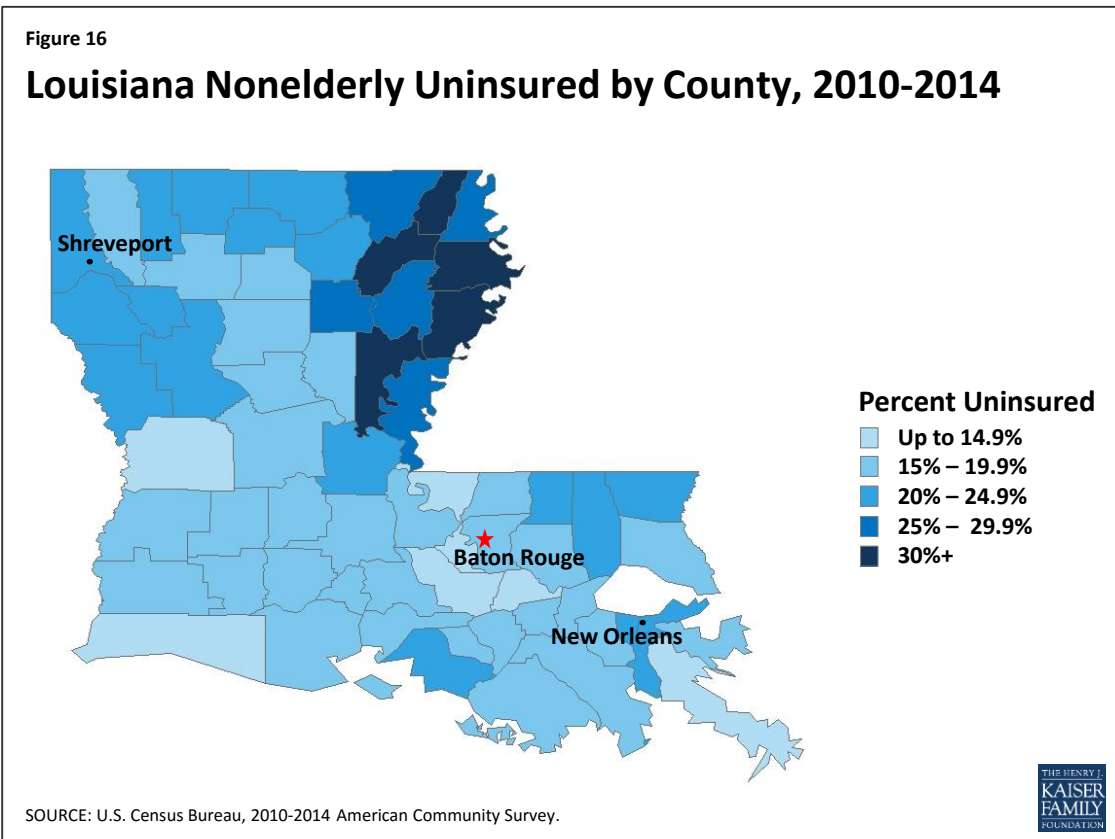 Figure 16
Louisiana Nonelderly Uninsured by County, 2010-2014
Shreveport
Baton Rouge
New Orleans
Percent Uninsured
Up to 14.9%
15% – 19.9%
20% – 24.9%
25% –  29.9%
30%+
SOURCE: U.S. Census Bureau, 2010-2014 American Community Survey.
THE HENRY J.
KAISER
FAMILY
FOUNDATION